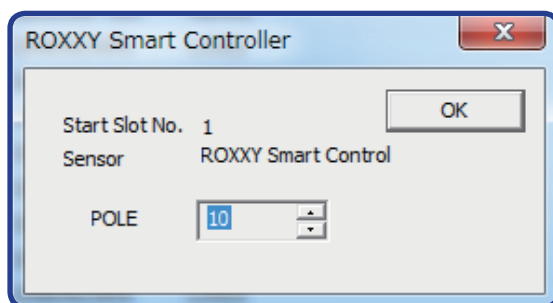 ROXXY Smart Controller
OK
Start Slot No. 1
Sensor ROXXY Smart Control
POLE 10